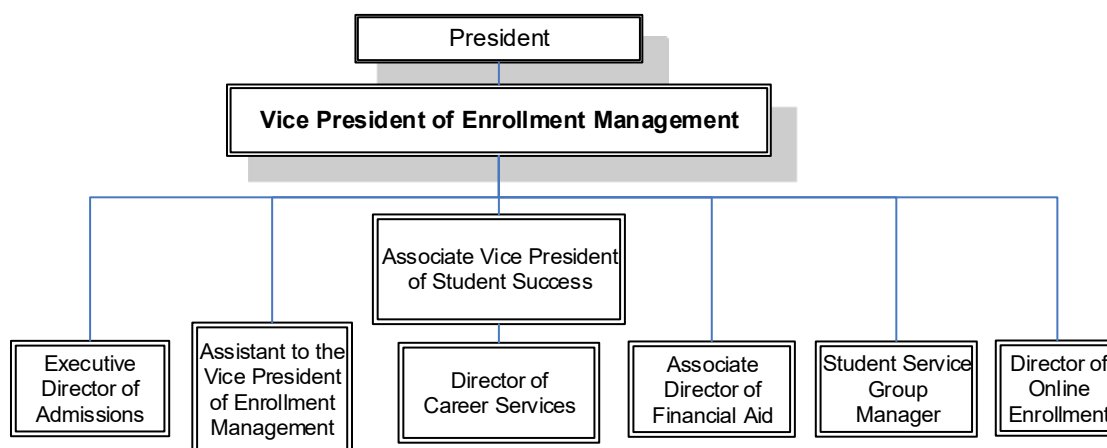 President
Vice President of Enrollment Management
Associate Vice President
of Student Success
Executive
Director of
Admissions
Assistant to the
Vice President
of Enrollment
Management
Director of
Career Services
Associate
Director of
Financial Aid
Student Service
Group
Manager
Director of
Online
Enrollment